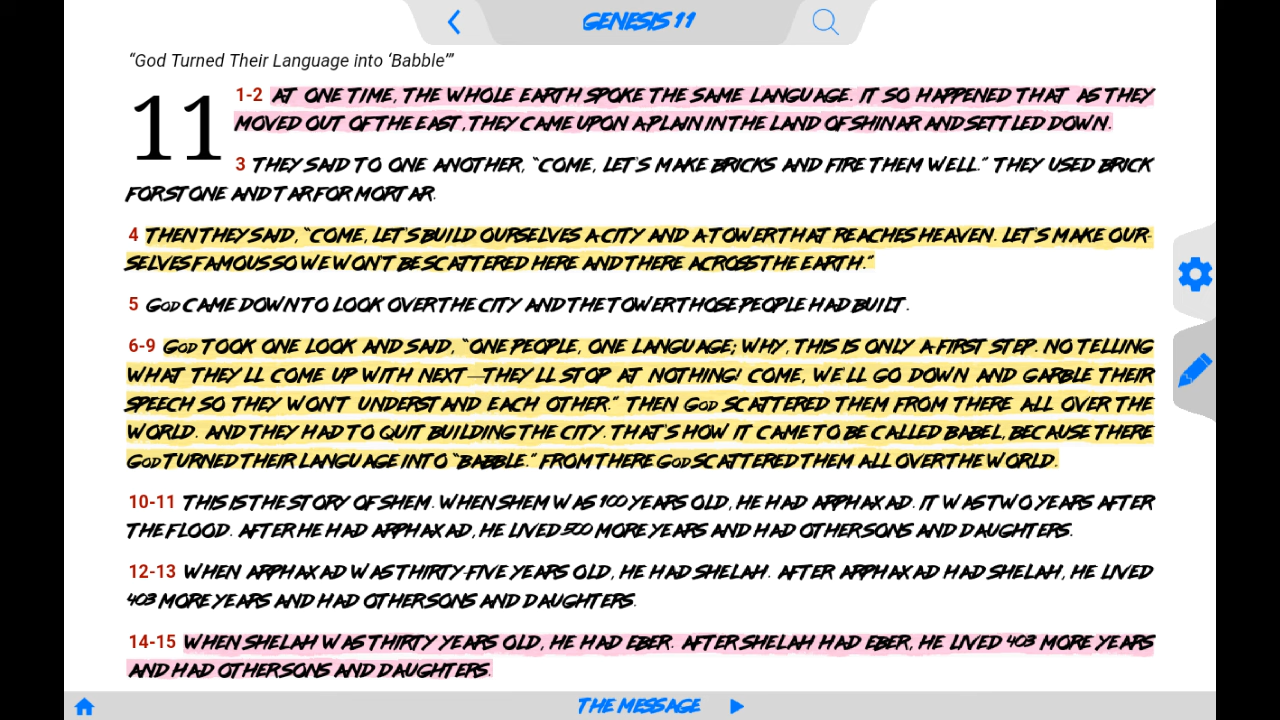 GENESIS 11
“God Turned Their Language into ‘Babble’”
11
1-2 AT ONE TIME, THE WHOLE EARTH SPOKE THE SAME LANGUAGE. IT SO HAPPENED THAT AS THEY
MOVED OUT OF THE EAST, THEY CAME UPON A PLAIN IN THE LAND OF SHINAR AND SETTLED DOWN.
3 THEY SAID TO ONE ANOTHER, “COME, LET'S MAKE BRICKS AND FIRE THEM WELL.” THEY USED BRICK
FOR STONE AND TAR FOR MORTAR.
4 THEN THEY SAID, “COME, LET'S BUILD OURSELVES A CITY AND A TOWER THAT REACHES HEAVEN. LET'S MAKE OUR-
SELVES FAMOUS SO WE WON'T BE SCATTERED HERE AND THERE ACROSS THE EARTH.”
5 GOD CAME DOWN TO LOOK OVER THE CITY AND THE TOWER THOSE PEOPLE HAD BUILT.
6-9 GOD TOOK ONE LOOK AND SAID, “ONE PEOPLE, ONE LANGUAGE; WHY, THIS IS ONLY A FIRST STEP. NO TELLING
WHAT THEY'LL COME UP WITH NEXT—THEY'LL STOP AT NOTHING! COME, WE'LL GO DOWN AND GARBLE THEIR
SPEECH SO THEY WON'T UNDERSTAND EACH OTHER.” THEN GOD SCATTERED THEM FROM THERE ALL OVER THE
WORLD. AND THEY HAD TO QUIT BUILDING THE CITY. THAT'S HOW IT CAME TO BE CALLED BABEL, BECAUSE THERE
GOD TURNED THEIR LANGUAGE INTO “BABBLE.” FROM THERE GOD SCATTERED THEM ALL OVER THE WORLD.
10-11 THIS IS THE STORY OF SHEM. WHEN SHEM WAS 100 YEARS OLD, HE HAD ARPHAXAD. IT WAS TWO YEARS AFTER
THE FLOOD. AFTER HE HAD ARPHAXAD, HE LIVED 500 MORE YEARS AND HAD OTHER SONS AND DAUGHTERS.
12-13 WHEN ARPHAXAD WAS THIRTY-FIVE YEARS OLD, HE HAD SHELAH. AFTER ARPHAXAD HAD SHELAH, HE LIVED
403 MORE YEARS AND HAD OTHER SONS AND DAUGHTERS.
14-15 WHEN SHELAH WAS THIRTY YEARS OLD, HE HAD EBER. AFTER SHELAH HAD EBER, HE LIVED 403 MORE YEARS
AND HAD OTHER SONS AND DAUGHTERS.
THE MESSAGE